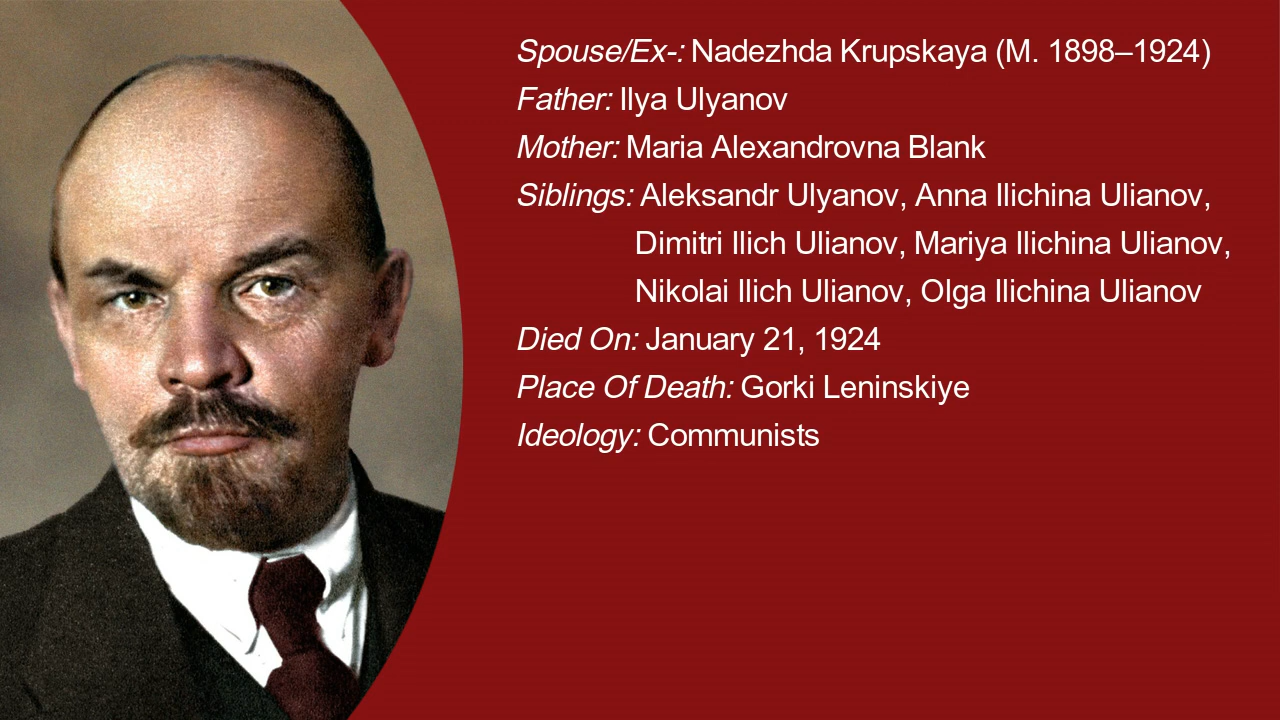 Spouse/Ex-: Nadezhda Krupskaya (M. 1898–1924)
Father: Ilya Ulyanov
Mother: Maria Alexandrovna Blank
Siblings: Aleksandr Ulyanov, Anna Ilichina Ulianov,
Dimitri Ilich Ulianov, Mariya Ilichina Ulianov,
Nikolai Ilich Ulianov, Olga Ilichina Ulianov
Died On: January 21, 1924
Place Of Death: Gorki Leninskiye
Ideology: Communists